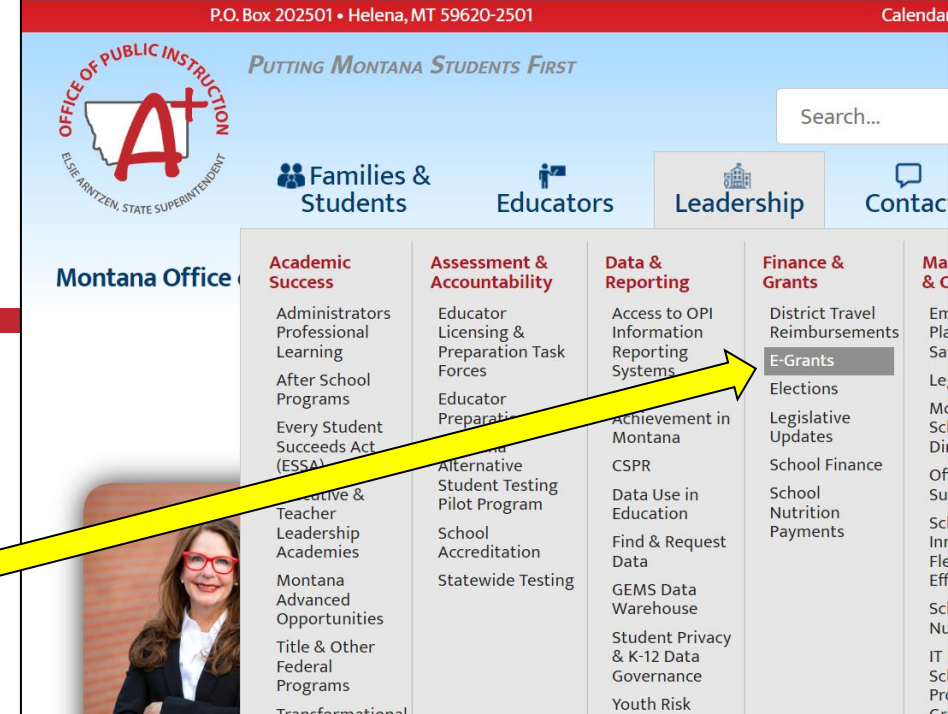 P.O. Box 202501 • Helena, MT 59620-2501
Calendar
OFFICE OF PUBLIC INSTRUCTION
A+
ELSIE ARNTZEN, STATE SUPERINTENDENT
PUTTING MONTANA STUDENTS FIRST
Search...
Families &
Students
Educators
Leadership
Contact
Montana Office
Academic
Success
Administrators
Professional
Learning
After School
Programs
Every Student
Succeeds Act
(ESSA)
Teacher
Leadership
Academies
Montana
Advanced
Opportunities
Title & Other
Federal
Programs
Transformational
Assessment &
Accountability
Educator
Licensing &
Preparation Task
Forces
Educator
Alternative
Student Testing
Pilot Program
School
Accreditation
Statewide Testing
Data &
Reporting
Access to OPI
Information
Reporting
Systems
Achievement in
Montana
CSPR
Data Use in
Education
Find & Request
Data
GEMS Data
Warehouse
Student Privacy
& K-12 Data
Governance
Youth Risk
Finance &
Grants
District Travel
Reimbursements
E-Grants
Elections
Legislative
Updates
School Finance
School
Nutrition
Payments